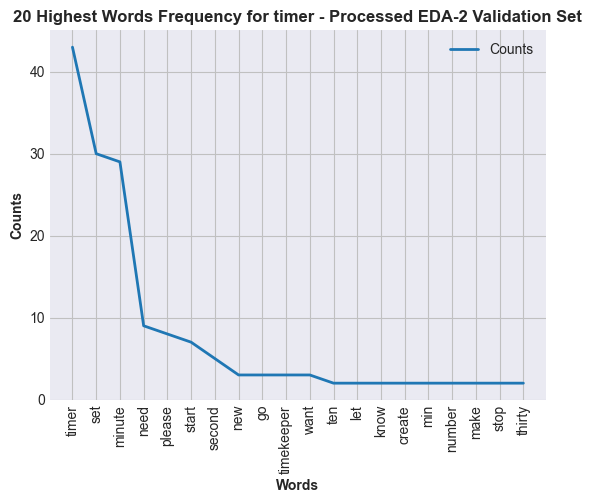 20 Highest Words Frequency for timer - Processed EDA-2 Validation Set
Counts
40
30
20
10
0
Counts
timer
set
minute
need
please
start
second
new
go
timekeeper
want
ten
let
know
create
min
number
make
stop
thirty
Words